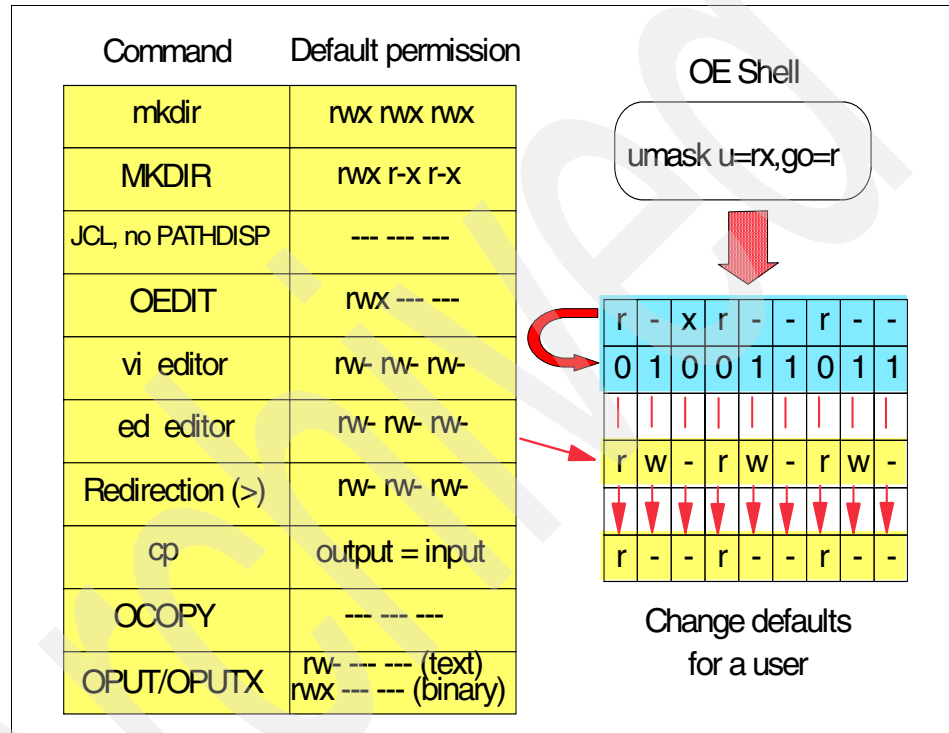 Command Default permission
mkdir rwx rwx rwx
MKDIR rwx r-x r-x
JCL, no PATHDISP --- --- ---
OEDIT rwx --- ---
vi editor rw- rw- rw-
ed editor rw- rw- rw-
Redirection (>) rw- rw- rw-
cp output = input
OCOPY --- --- ---
OPUT/OPUTX rw- --- --- (text)
rwx --- --- (binary)
OE Shell
umask u=rx,go=r
r - x r - - r - -
0 1 0 0 1 1 0 1 1
r w - r w - r w -
r - - r - - r - -
Change defaults
for a user